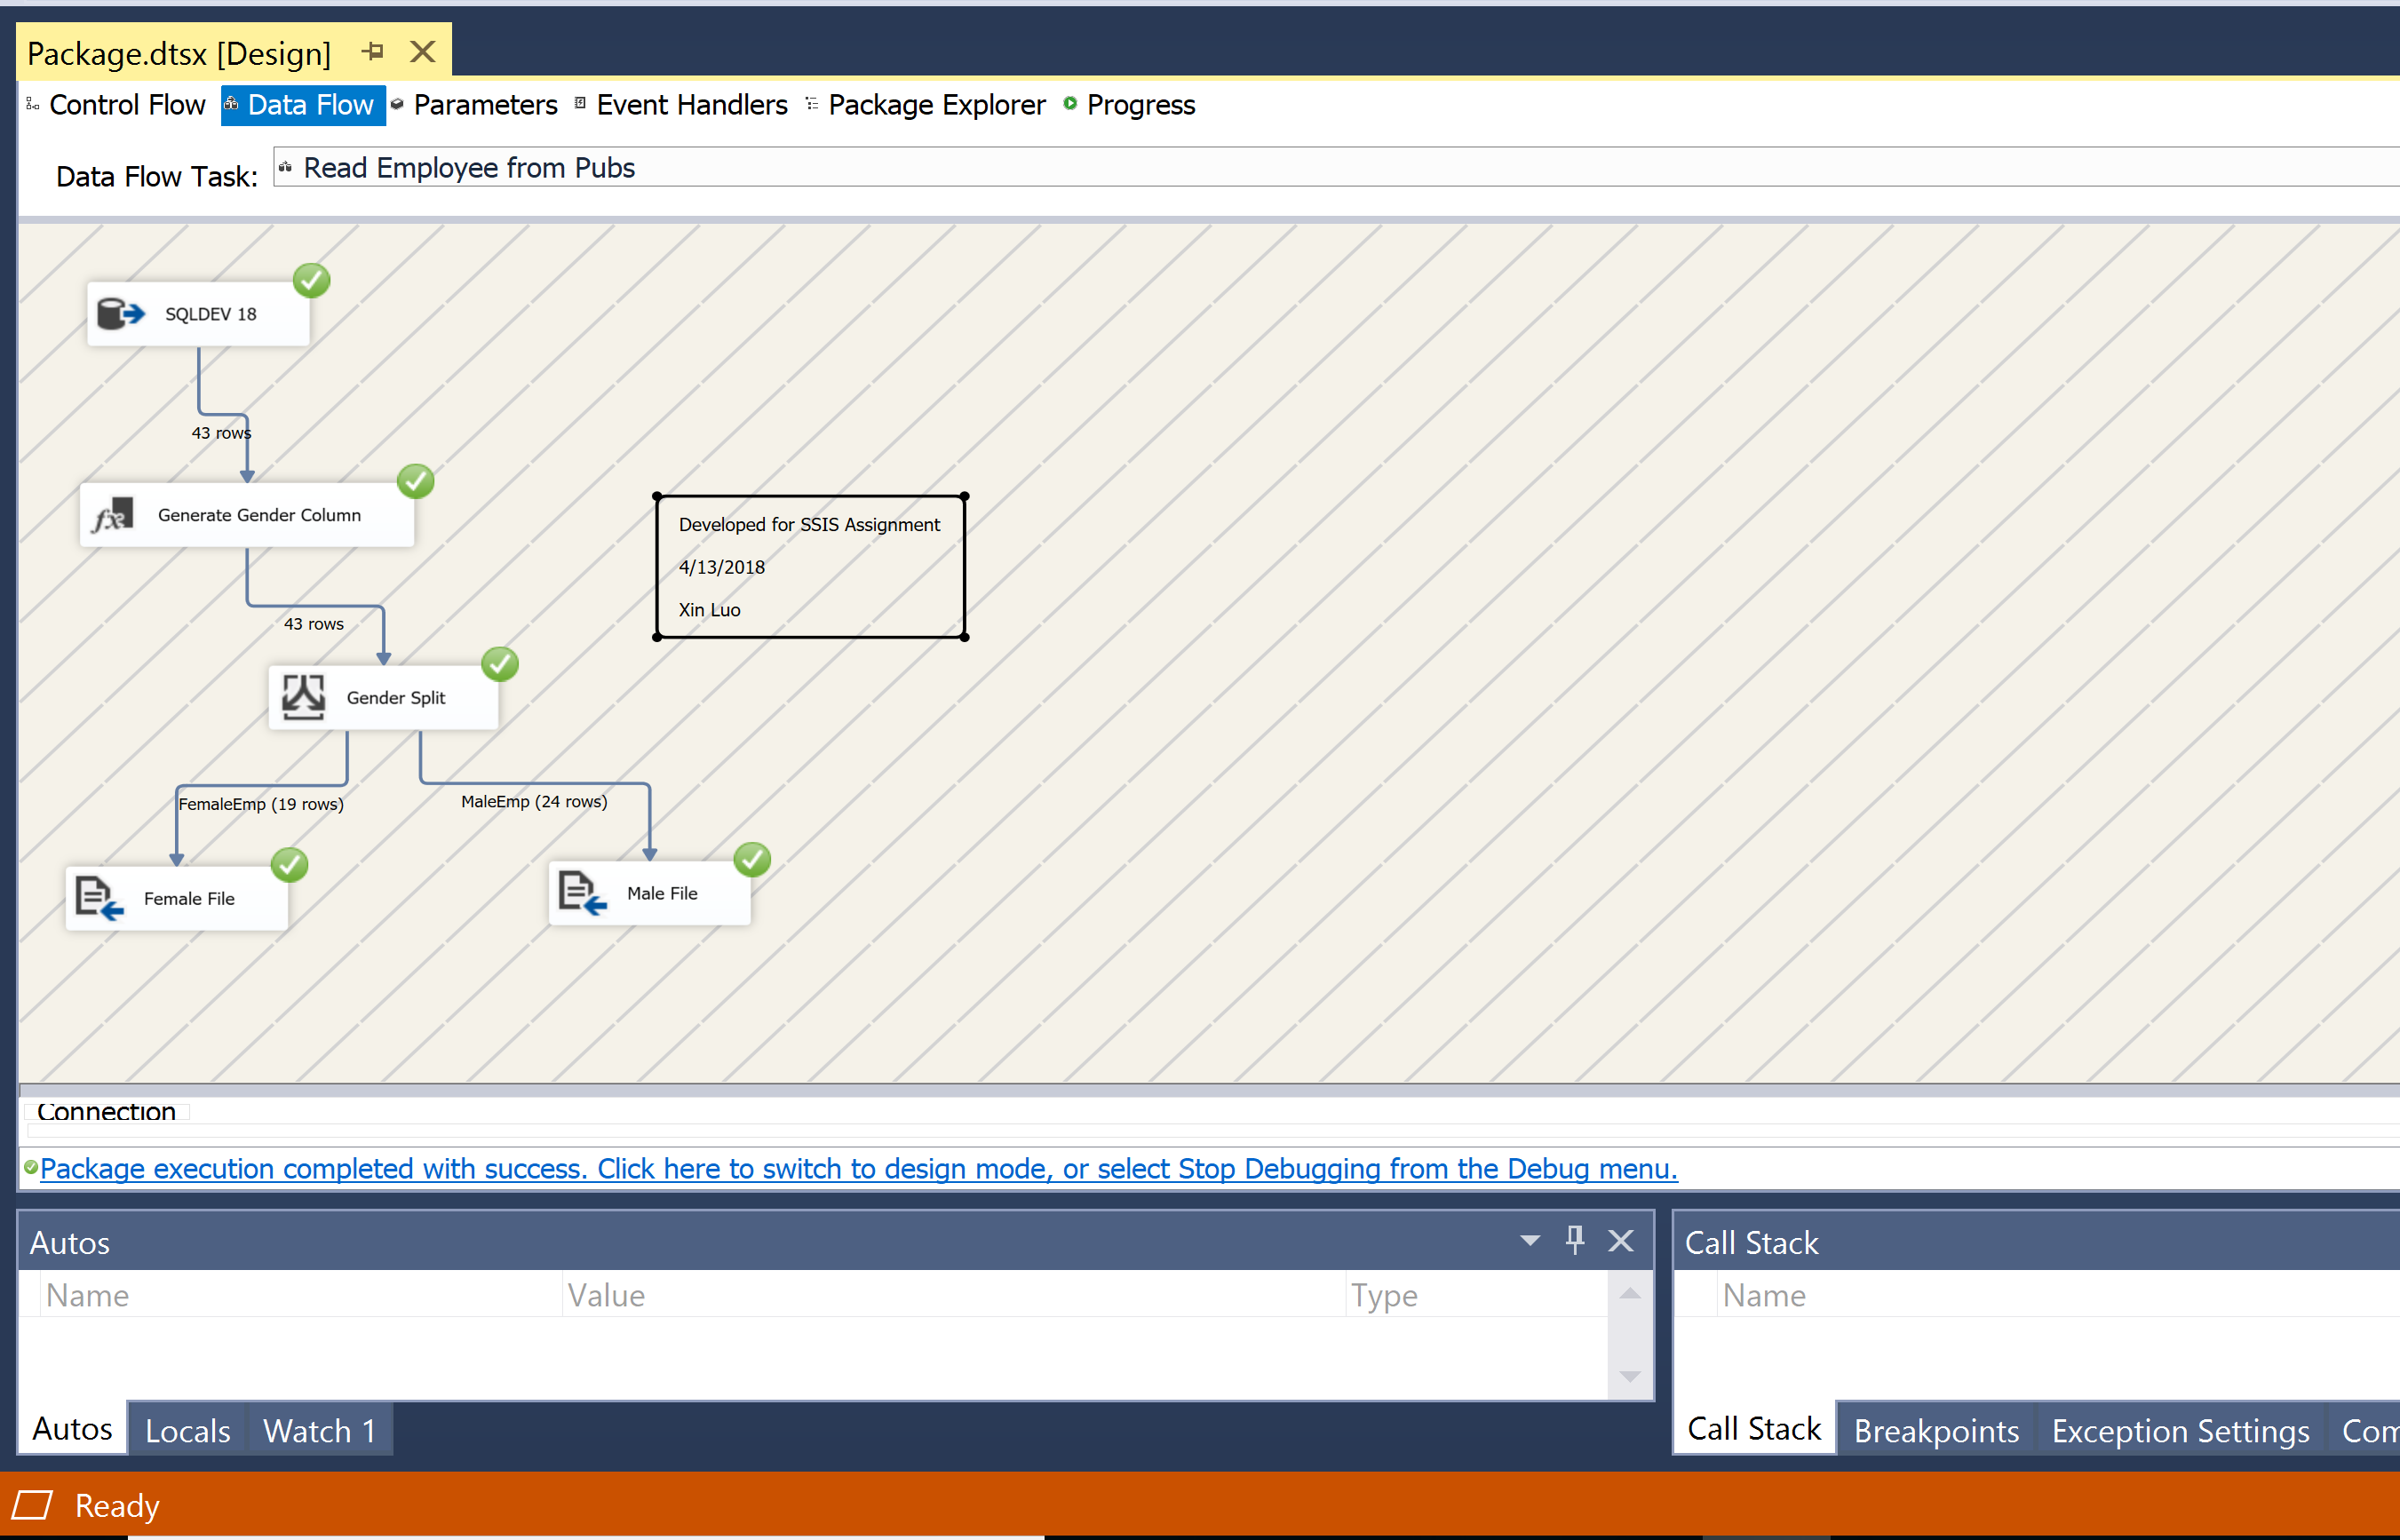 Package.dtsx [Design]
Control Flow
Data Flow
Parameters
Event Handlers
Package Explorer
Progress
Data Flow Task:
Read Employee from Pubs
SQLDEV 18
43 rows
Generate Gender Column
43 rows
Gender Split
FemaleEmp (19 rows)
MaleEmp (24 rows)
Female File
Male File
Developed for SSIS Assignment
4/13/2018
Xin Luo
Connection
Package execution completed with success. Click here to switch to design mode, or select Stop Debugging from the Debug menu.
Autos
Name
Value
Type
Autos
Locals
Watch 1
Call Stack
Name
Call Stack
Breakpoints
Exception Settings
Ready